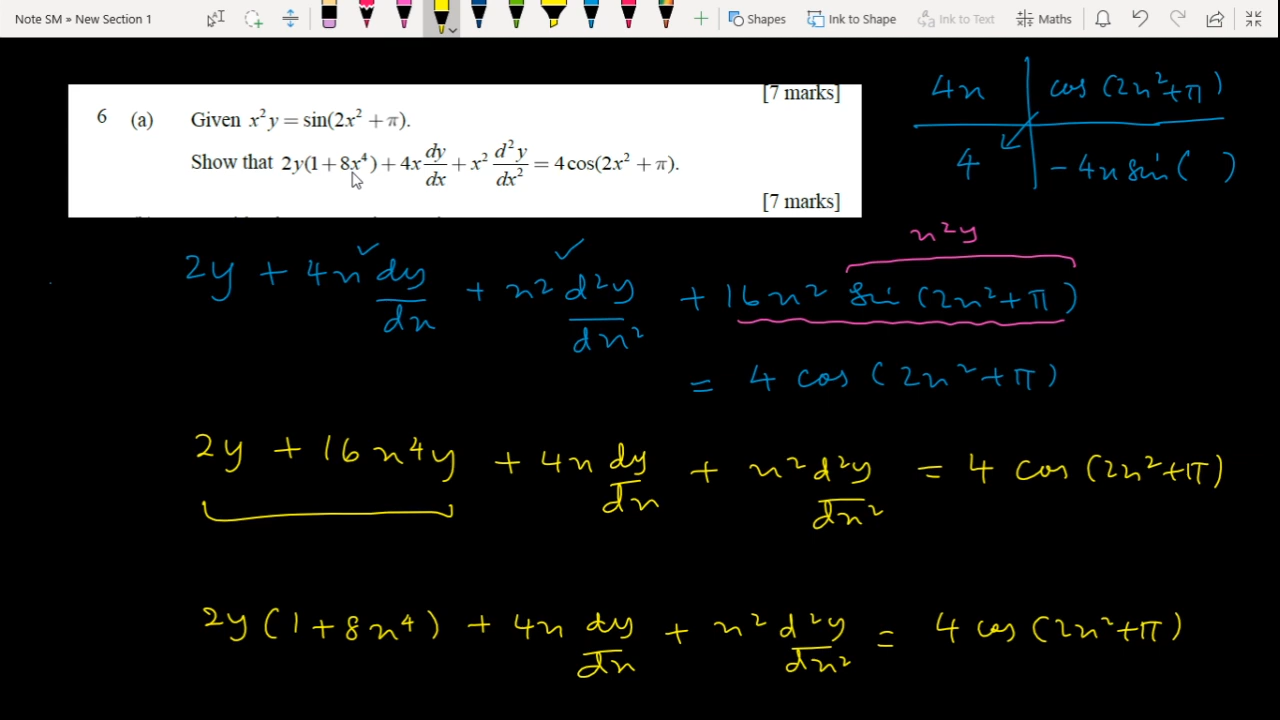 Note SM » New Section 1
Shapes
Ink to Shape
Ink to Text
Maths
[7 marks]
6 (a) Given x²y = sin(2x² + π).
Show that 2y(1 + 8x⁴) + 4x dy/dx + x² d²y/dx² = 4cos(2x² + π).
[7 marks]
4x | cos(2x² + π)
4 | −4x sin( )
x²y
2y + 4x dy/dx + x² d²y/dx² + 16x² sin(2x² + π)
= 4 cos(2x² + π)
2y + 16x⁴y + 4x dy/dx + x² d²y/dx² = 4 cos(2x² + π)
2y(1 + 8x⁴) + 4x dy/dx + x² d²y/dx² = 4 cos(2x² + π)